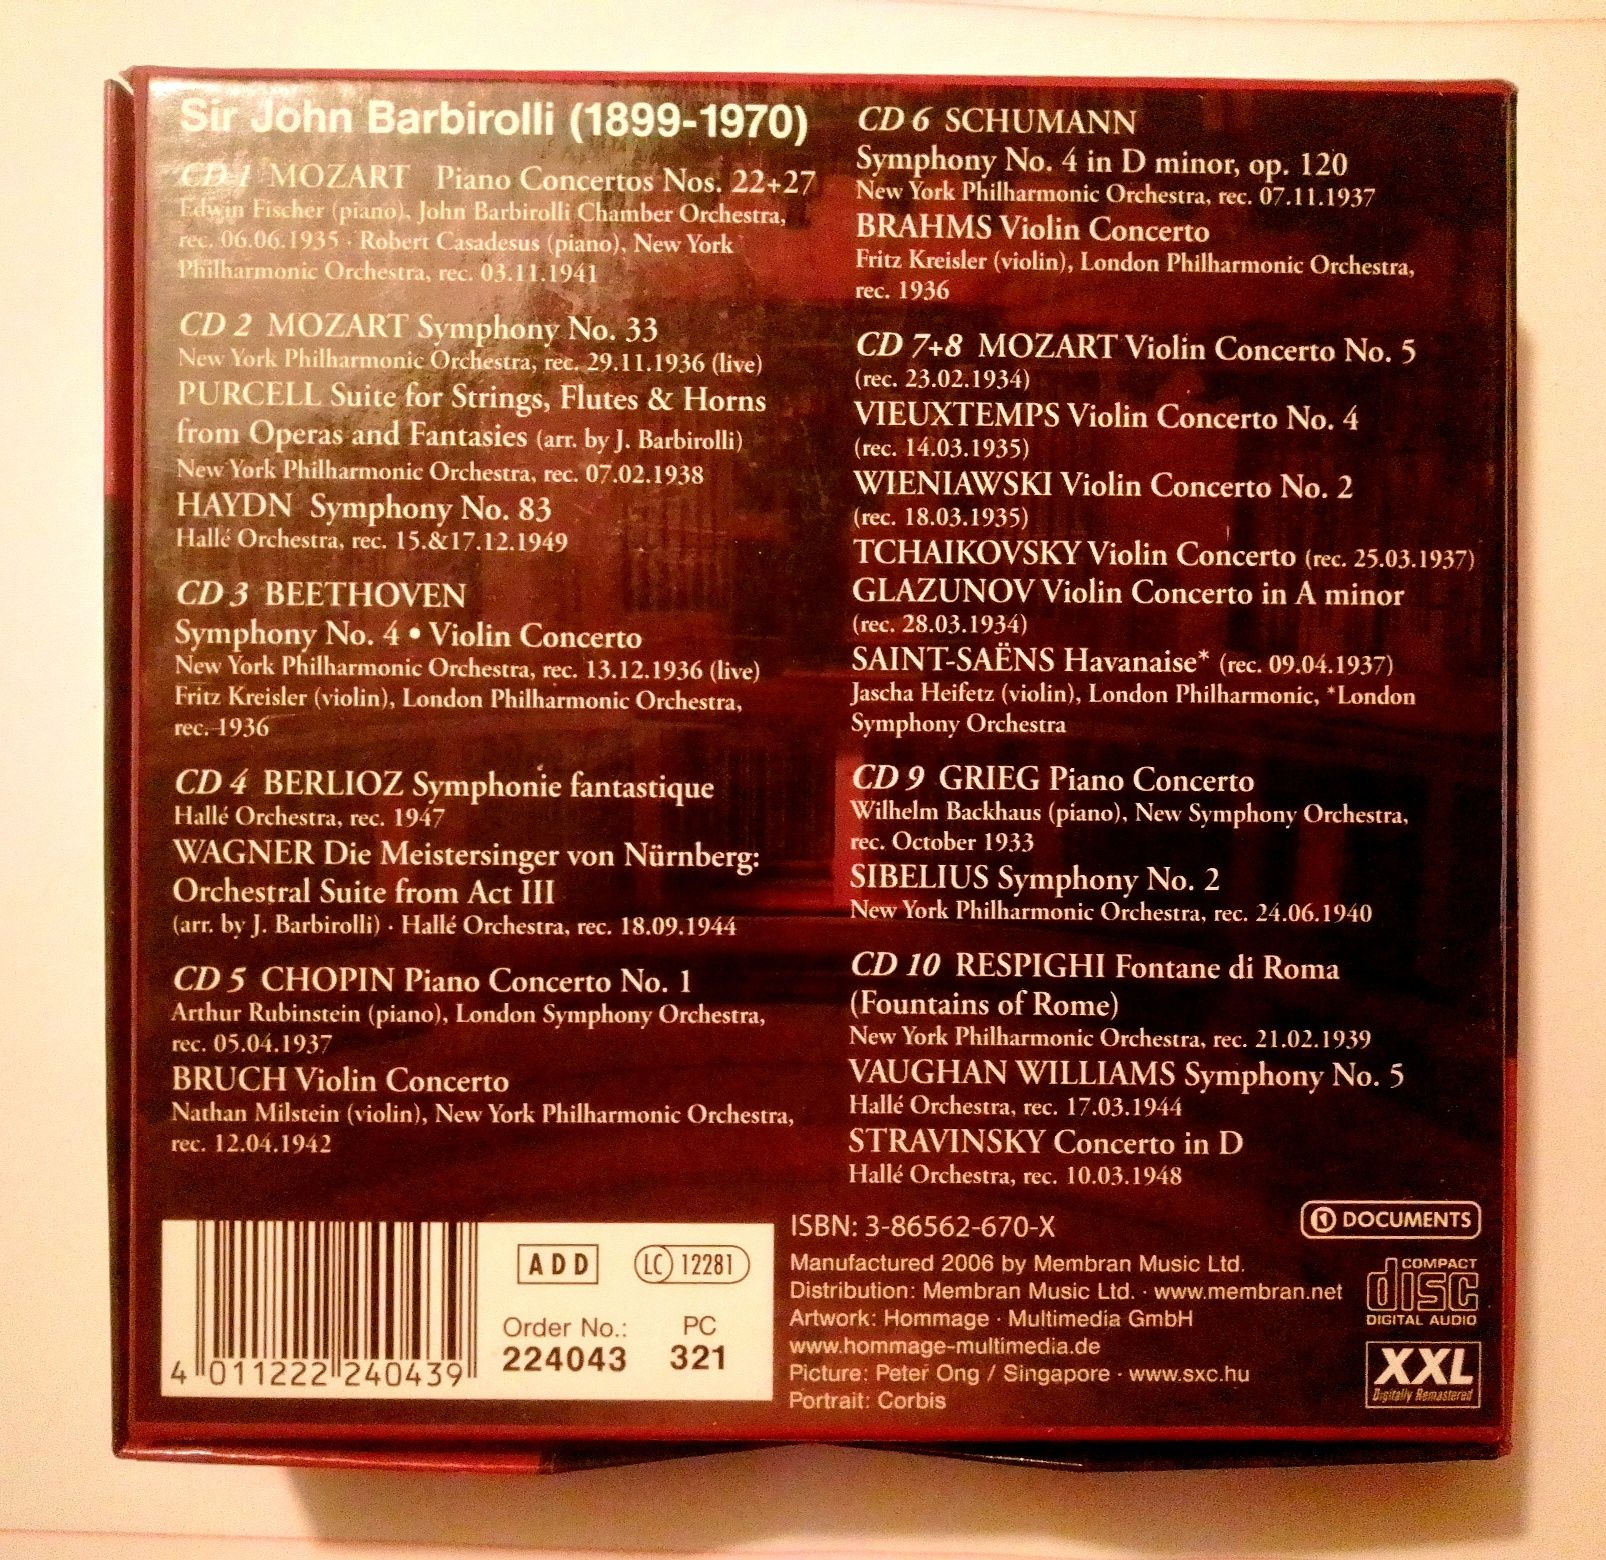 Sir John Barbirolli (1899-1970)
CD 1 MOZART Piano Concertos Nos. 22+27
Edwin Fischer (piano), John Barbirolli Chamber Orchestra,
rec. 06.06.1935 · Robert Casadesus (piano), New York
Philharmonic Orchestra, rec. 03.11.1941
CD 2 MOZART Symphony No. 33
New York Philharmonic Orchestra, rec. 29.11.1936 (live)
PURCELL Suite for Strings, Flutes & Horns
from Operas and Fantasies (arr. by J. Barbirolli)
New York Philharmonic Orchestra, rec. 07.02.1938
HAYDN Symphony No. 83
Hallé Orchestra, rec. 15.&17.12.1949
CD 3 BEETHOVEN
Symphony No. 4 • Violin Concerto
New York Philharmonic Orchestra, rec. 13.12.1936 (live)
Fritz Kreisler (violin), London Philharmonic Orchestra,
rec. 1936
CD 4 BERLIOZ Symphonie fantastique
Hallé Orchestra, rec. 1947
WAGNER Die Meistersinger von Nürnberg:
Orchestral Suite from Act III
(arr. by J. Barbirolli) · Hallé Orchestra, rec. 18.09.1944
CD 5 CHOPIN Piano Concerto No. 1
Arthur Rubinstein (piano), London Symphony Orchestra,
rec. 05.04.1937
BRUCH Violin Concerto
Nathan Milstein (violin), New York Philharmonic Orchestra,
rec. 12.04.1942
CD 6 SCHUMANN
Symphony No. 4 in D minor, op. 120
New York Philharmonic Orchestra, rec. 07.11.1937
BRAHMS Violin Concerto
Fritz Kreisler (violin), London Philharmonic Orchestra,
rec. 1936
CD 7+8 MOZART Violin Concerto No. 5
(rec. 23.02.1934)
VIEUXTEMPS Violin Concerto No. 4
(rec. 14.03.1935)
WIENIAWSKI Violin Concerto No. 2
(rec. 18.03.1935)
TCHAIKOVSKY Violin Concerto (rec. 25.03.1937)
GLAZUNOV Violin Concerto in A minor
(rec. 28.03.1934)
SAINT-SAËNS Havanaise* (rec. 09.04.1937)
Jascha Heifetz (violin), London Philharmonic, *London
Symphony Orchestra
CD 9 GRIEG Piano Concerto
Wilhelm Backhaus (piano), New Symphony Orchestra,
rec. October 1933
SIBELIUS Symphony No. 2
New York Philharmonic Orchestra, rec. 24.06.1940
CD 10 RESPIGHI Fontane di Roma
(Fountains of Rome)
New York Philharmonic Orchestra, rec. 21.02.1939
VAUGHAN WILLIAMS Symphony No. 5
Hallé Orchestra, rec. 17.03.1944
STRAVINSKY Concerto in D
Hallé Orchestra, rec. 10.03.1948
4 011222 240439
ADD
LC 12281
Order No.: PC
224043 321
ISBN: 3-86562-670-X
Manufactured 2006 by Membran Music Ltd.
Distribution: Membran Music Ltd. · www.membran.net
Artwork: Hommage · Multimedia GmbH
www.hommage-multimedia.de
Picture: Peter Ong / Singapore · www.sxc.hu
Portrait: Corbis
DOCUMENTS
COMPACT
disc
DIGITAL AUDIO
XXL
Digitally Remastered